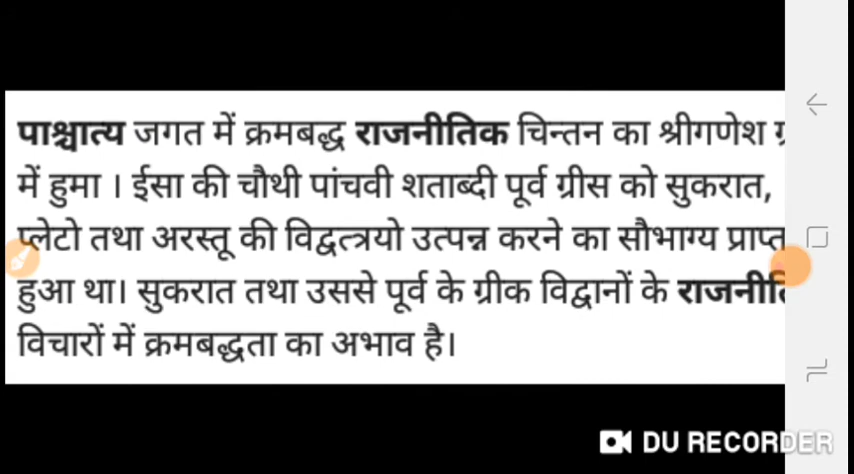 पाश्चात्य जगत में क्रमबद्ध राजनीतिक चिन्तन का श्रीगणेश
में हुमा । ईसा की चौथी पांचवी शताब्दी पूर्व ग्रीस को सुकरात,
प्लेटो तथा अरस्तू की विद्वत्त्रयो उत्पन्न करने का सौभाग्य प्राप्त
हुआ था। सुकरात तथा उससे पूर्व के ग्रीक विद्वानों के
विचारों में क्रमबद्धता का अभाव है।
DU RECORDER